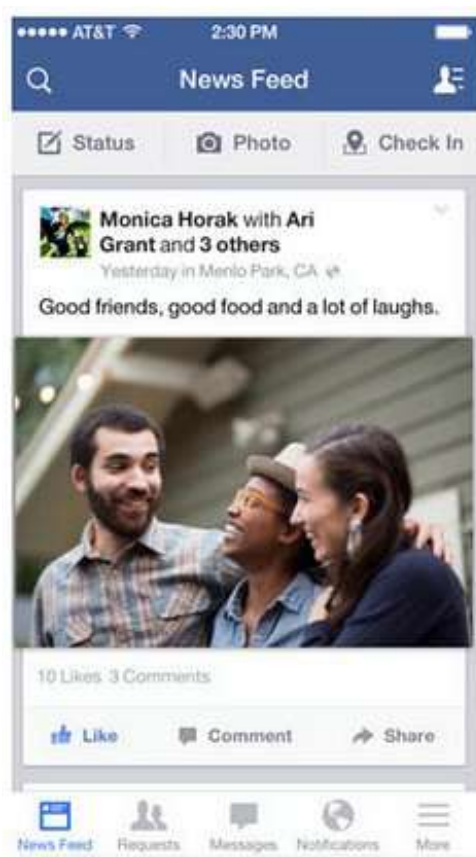 AT&T 2:30 PM
News Feed
Status Photo Check In
Monica Horak with Ari
Grant and 3 others
Yesterday in Menlo Park, CA
Good friends, good food and a lot of laughs.
10 Likes 3 Comments
Like Comment Share
News Feed Requests Messages Notifications More